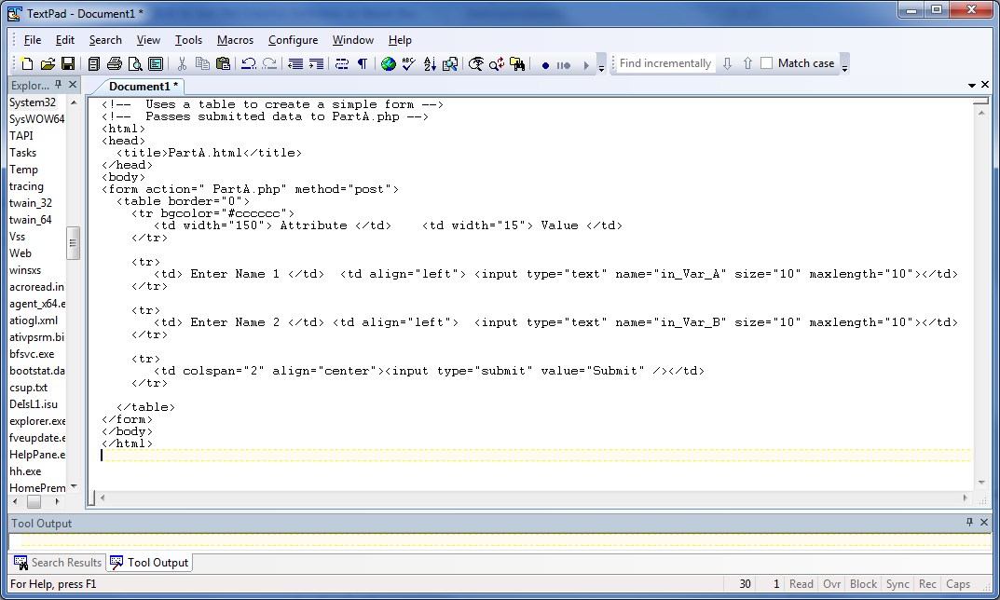 TextPad - Document1 *
File Edit Search View Tools Macros Configure Window Help
Find incrementally Match case
Explor...
Document1 *
System32
SysWOW64
TAPI
Tasks
Temp
tracing
twain_32
twain_64
Vss
Web
winsxs
acroread.in
agent_x64.e
atiogl.xml
ativpsrm.bi
bfsvc.exe
bootstat.da
csup.txt
DeIsL1.isu
explorer.exe
fveupdate.e
HelpPane.e
hh.exe
HomePrem
<!--  Uses a table to create a simple form -->
<!--  Passes submitted data to PartA.php -->
<html>
<head>
  <title>PartA.html</title>
</head>
<body>
<form action=" PartA.php" method="post">
  <table border="0">
    <tr bgcolor="#cccccc">
       <td width="150"> Attribute </td>    <td width="15"> Value </td>
    </tr>
    <tr>
       <td> Enter Name 1 </td>  <td align="left"> <input type="text" name="in_Var_A" size="10" maxlength="10"></td>
    </tr>
    <tr>
       <td> Enter Name 2 </td> <td align="left">  <input type="text" name="in_Var_B" size="10" maxlength="10"></td>
    </tr>
    <tr>
       <td colspan="2" align="center"><input type="submit" value="Submit" /></td>
    </tr>
  </table>
</form>
</body>
</html>
Tool Output
Search Results Tool Output
For Help, press F1 30 1 Read Ovr Block Sync Rec Caps